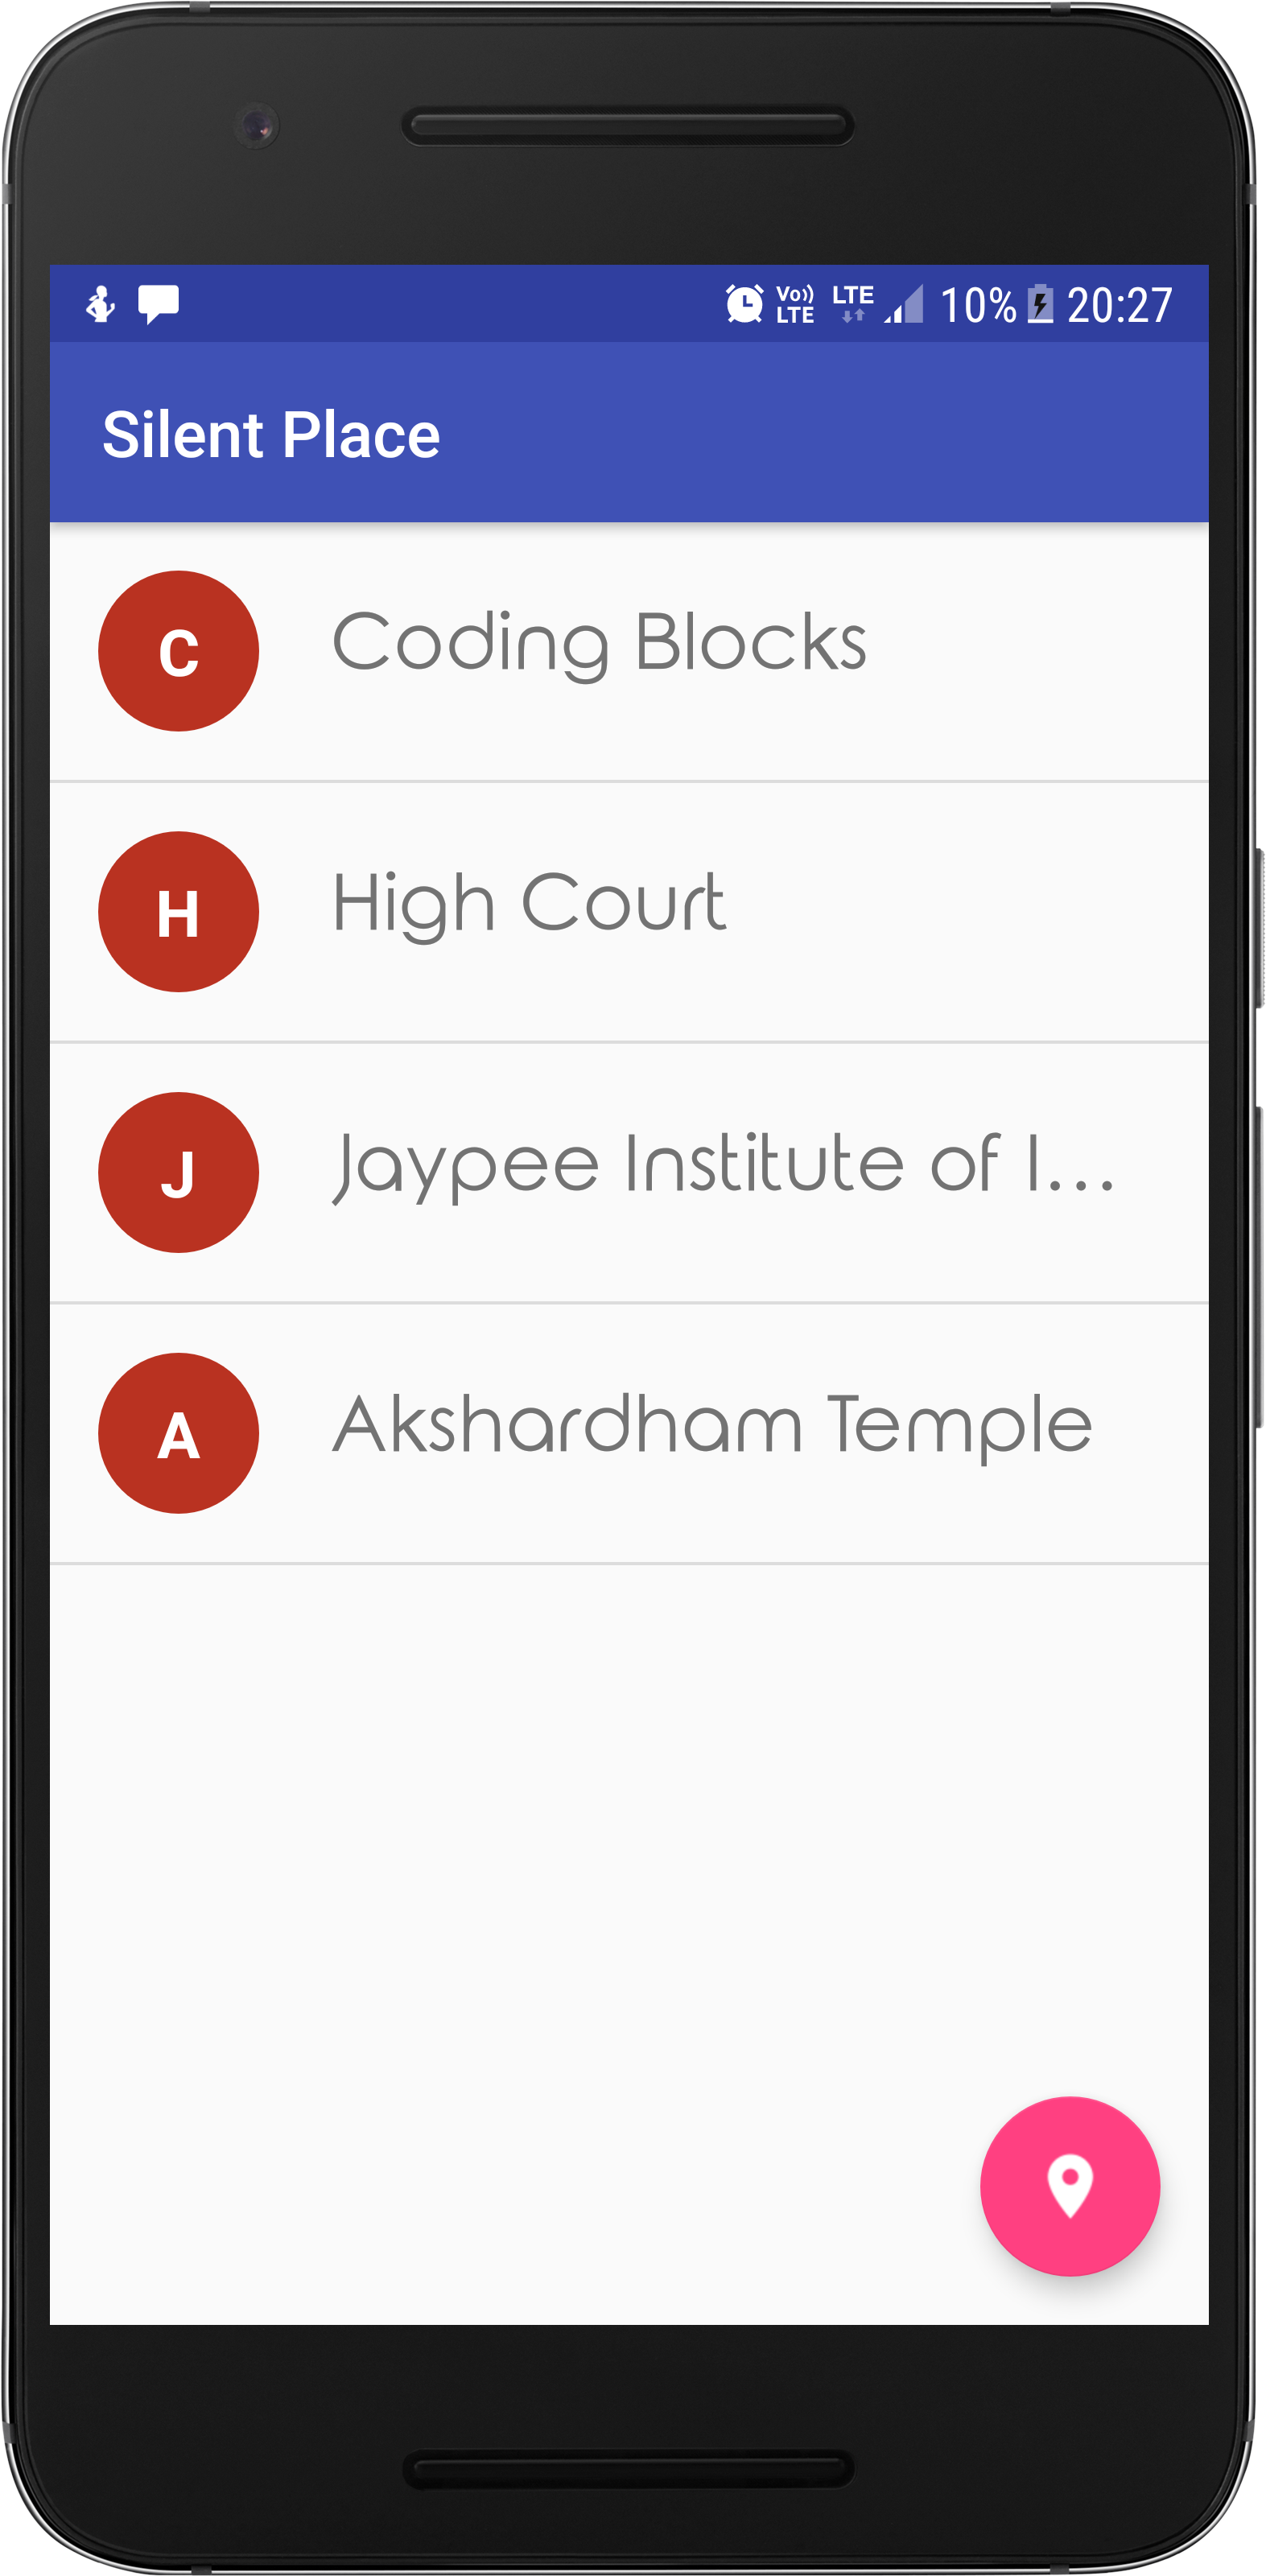 Vo)) LTE LTE 10% 20:27
Silent Place
C Coding Blocks
H High Court
J Jaypee Institute of I...
A Akshardham Temple